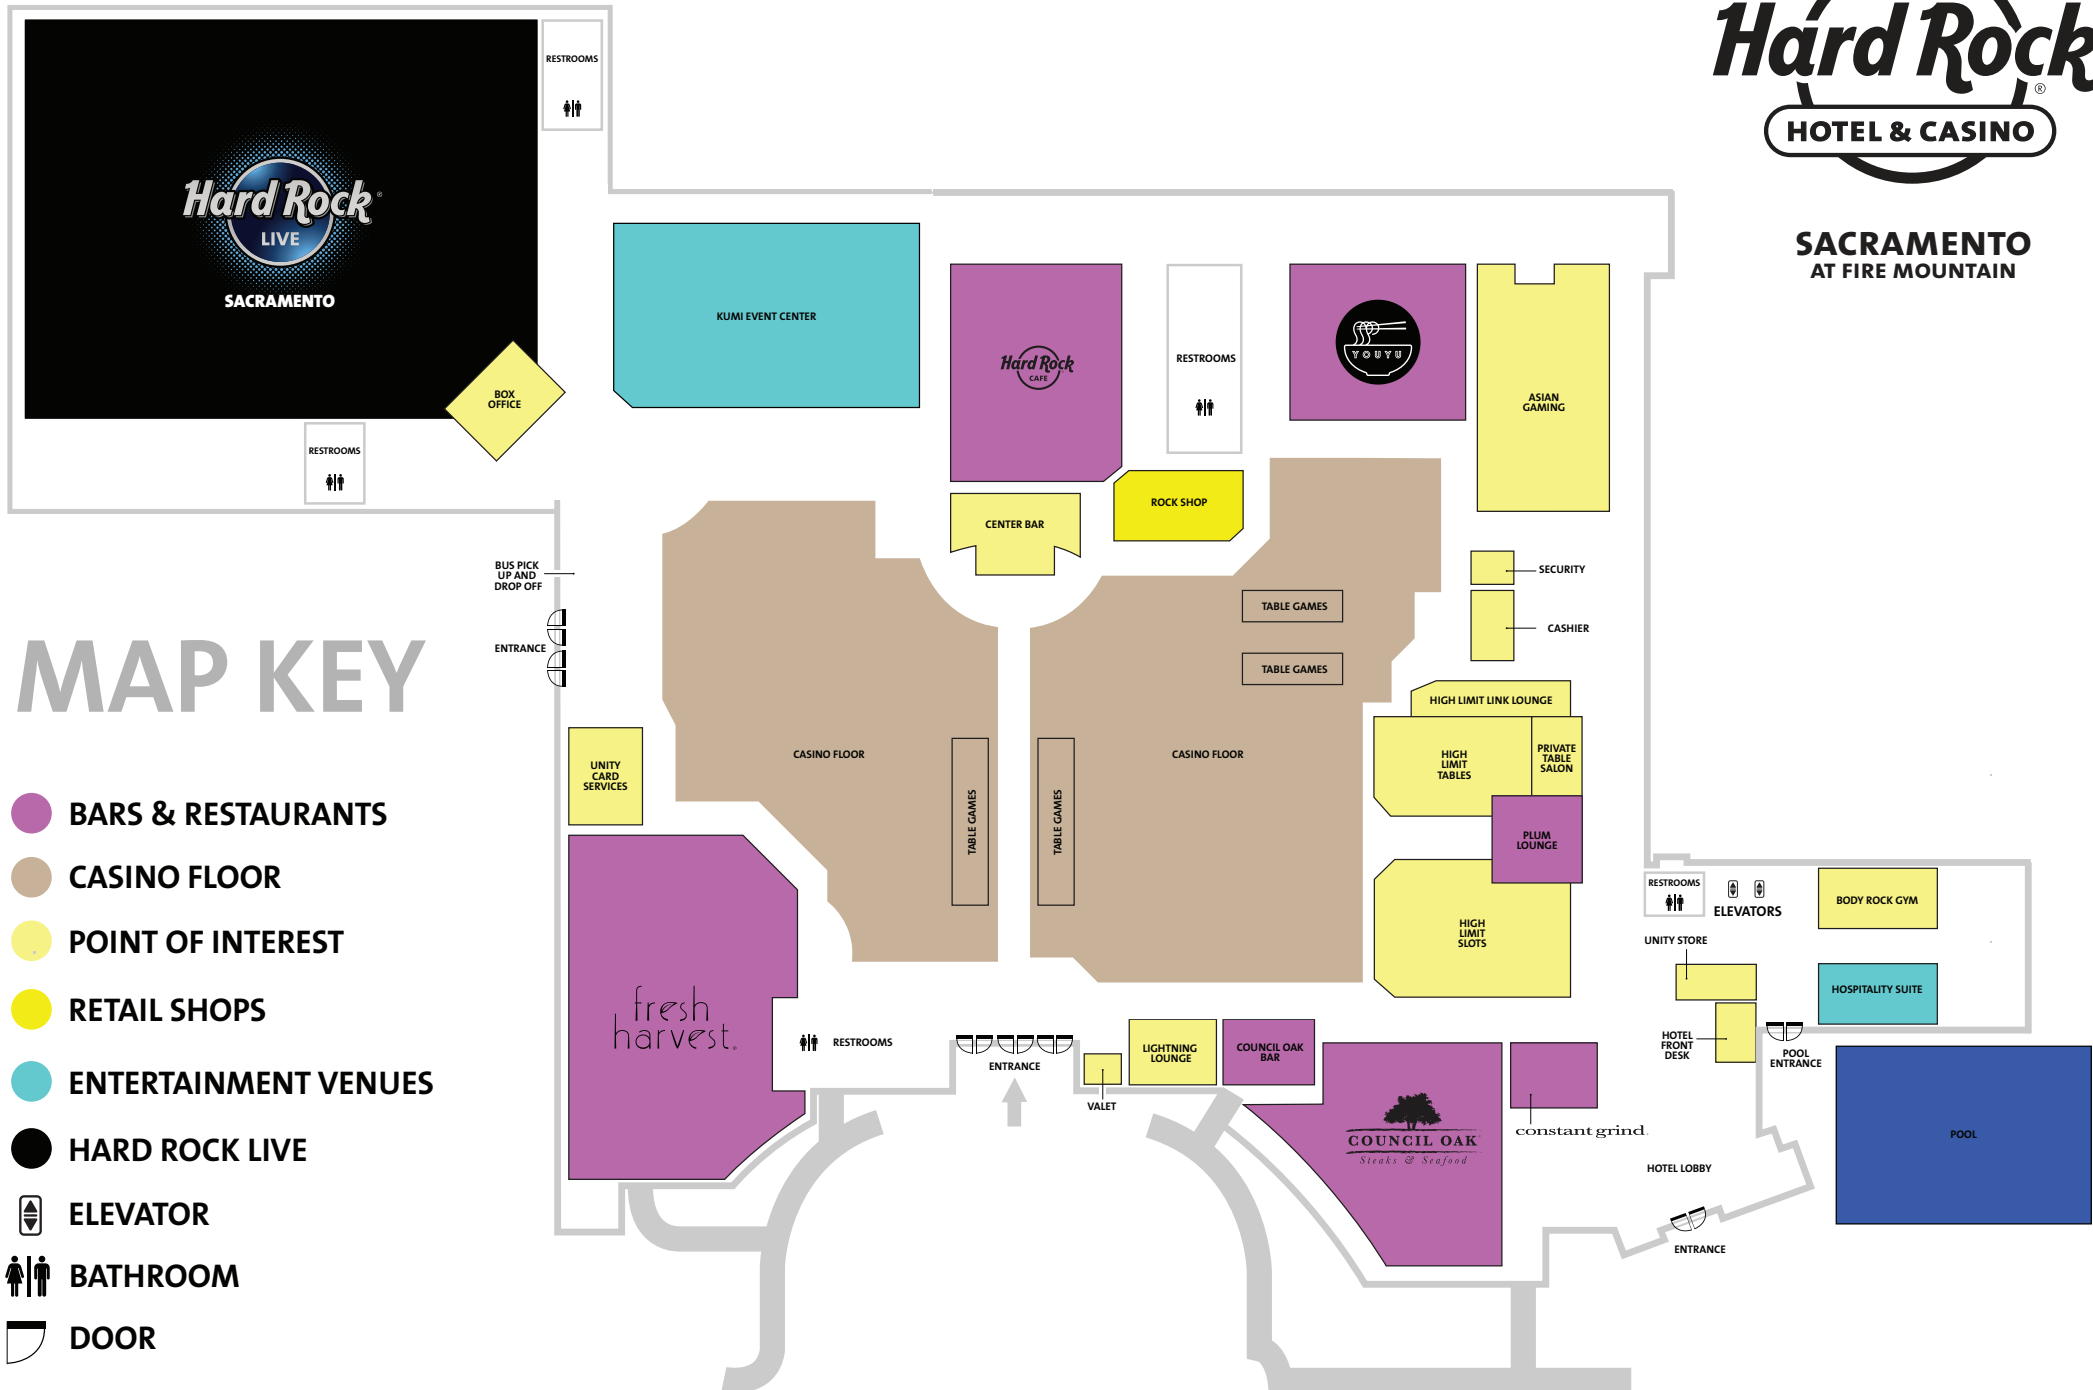 Hard Rock
®
HOTEL & CASINO
SACRAMENTO
AT FIRE MOUNTAIN
RESTROOMS
Hard Rock®
LIVE
SACRAMENTO
BOX
OFFICE
RESTROOMS
KUMI EVENT CENTER
Hard Rock
CAFE
RESTROOMS
YOUYU
ASIAN
GAMING
CENTER BAR
ROCK SHOP
BUS PICK
UP AND
DROP OFF
ENTRANCE
SECURITY
CASHIER
TABLE GAMES
TABLE GAMES
HIGH LIMIT LINK LOUNGE
HIGH
LIMIT
TABLES
PRIVATE
TABLE
SALON
PLUM
LOUNGE
HIGH
LIMIT
SLOTS
CASINO FLOOR
CASINO FLOOR
TABLE GAMES
TABLE GAMES
UNITY
CARD
SERVICES
fresh
harvest.
RESTROOMS
ENTRANCE
VALET
LIGHTNING
LOUNGE
COUNCIL OAK
BAR
COUNCIL OAK
Steaks & Seafood
constant grind.
HOTEL LOBBY
ENTRANCE
RESTROOMS
ELEVATORS
BODY ROCK GYM
UNITY STORE
HOSPITALITY SUITE
HOTEL
FRONT
DESK
POOL
ENTRANCE
POOL
MAP KEY
BARS & RESTAURANTS
CASINO FLOOR
POINT OF INTEREST
RETAIL SHOPS
ENTERTAINMENT VENUES
HARD ROCK LIVE
ELEVATOR
BATHROOM
DOOR